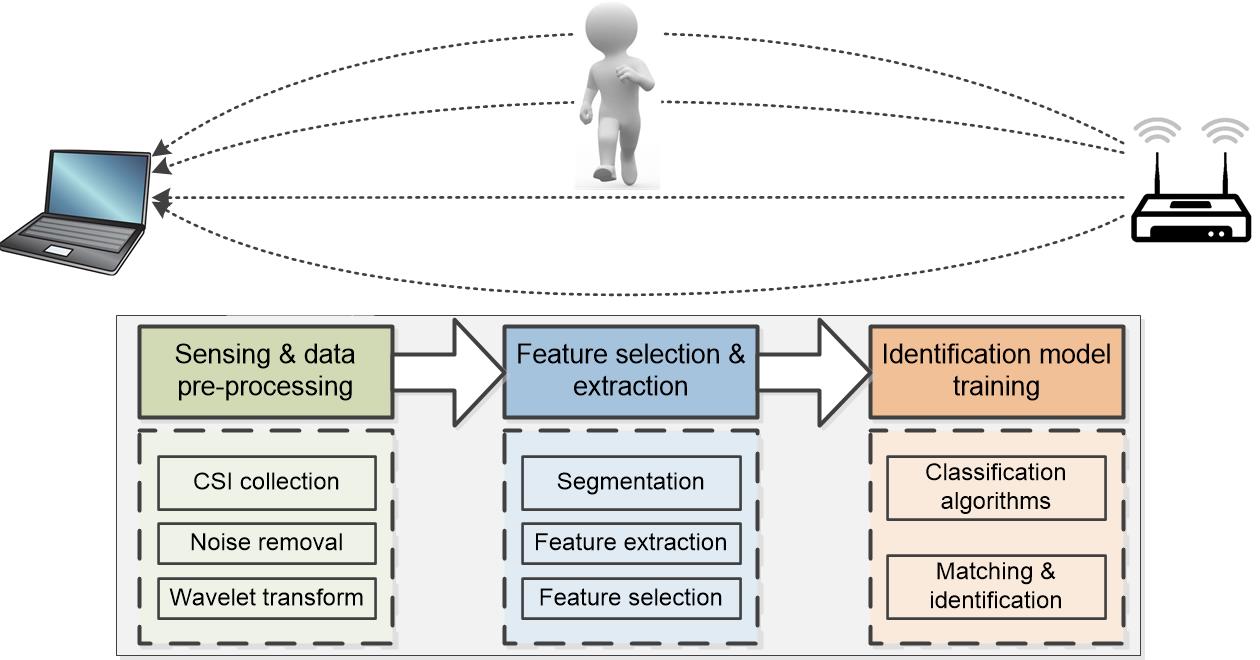 Sensing & data
pre-processing
Feature selection &
extraction
Identification model
training
CSI collection
Noise removal
Wavelet transform
Segmentation
Feature extraction
Feature selection
Classification
algorithms
Matching &
identification